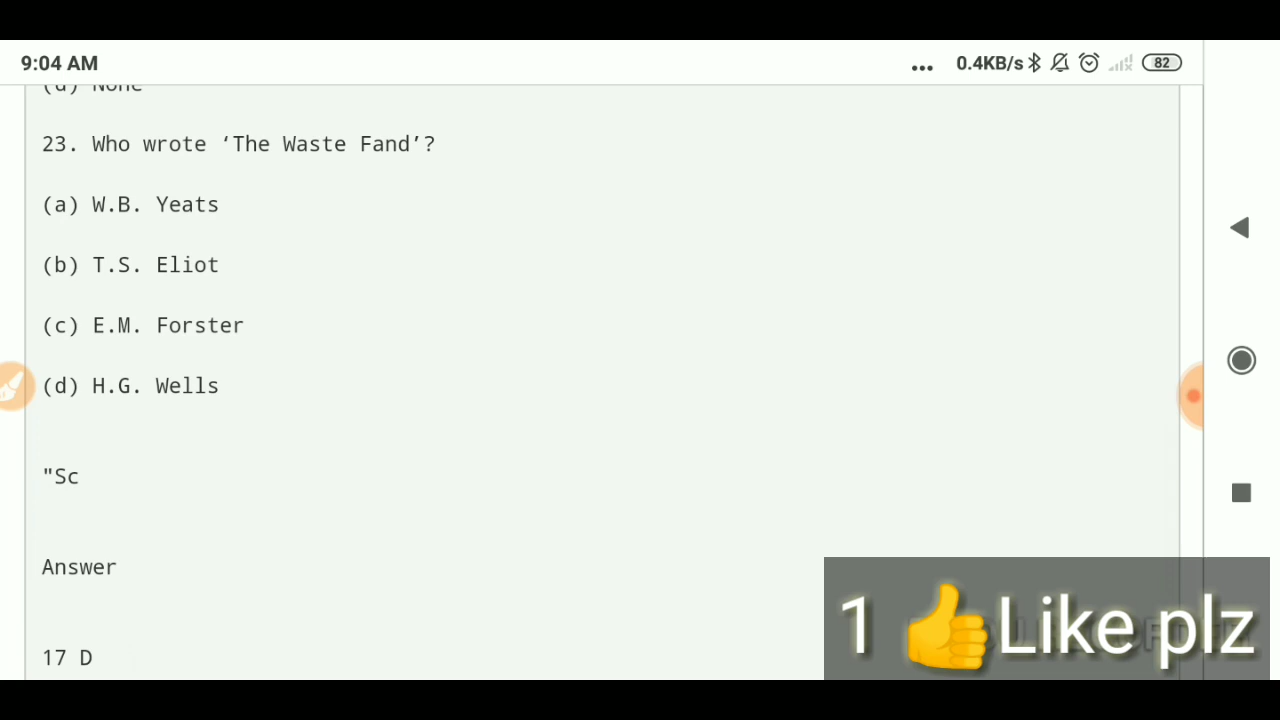 9:04 AM
... 0.4KB/s 82
(d) None
23. Who wrote ‘The Waste Fand’?
(a) W.B. Yeats
(b) T.S. Eliot
(c) E.M. Forster
(d) H.G. Wells
"Sc
Answer
17 D
1 👍Like plz